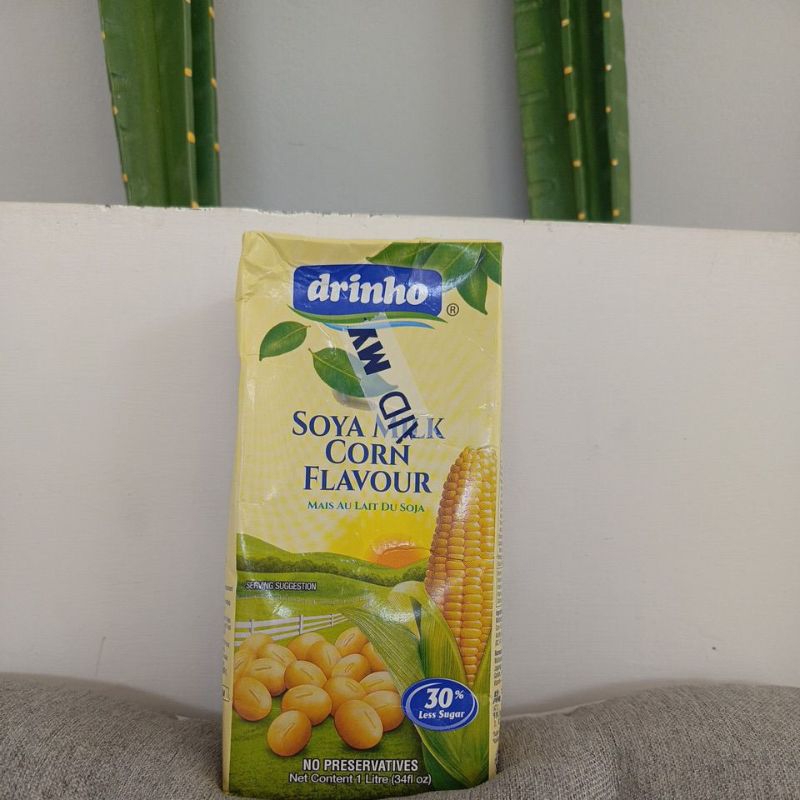 drinho
®
MY
KID
SOYA MILK
CORN
FLAVOUR
MAIS AU LAIT DU SOJA
SERVING SUGGESTION
30%
Less Sugar
NO PRESERVATIVES
Net Content 1 Litre (34fl oz)